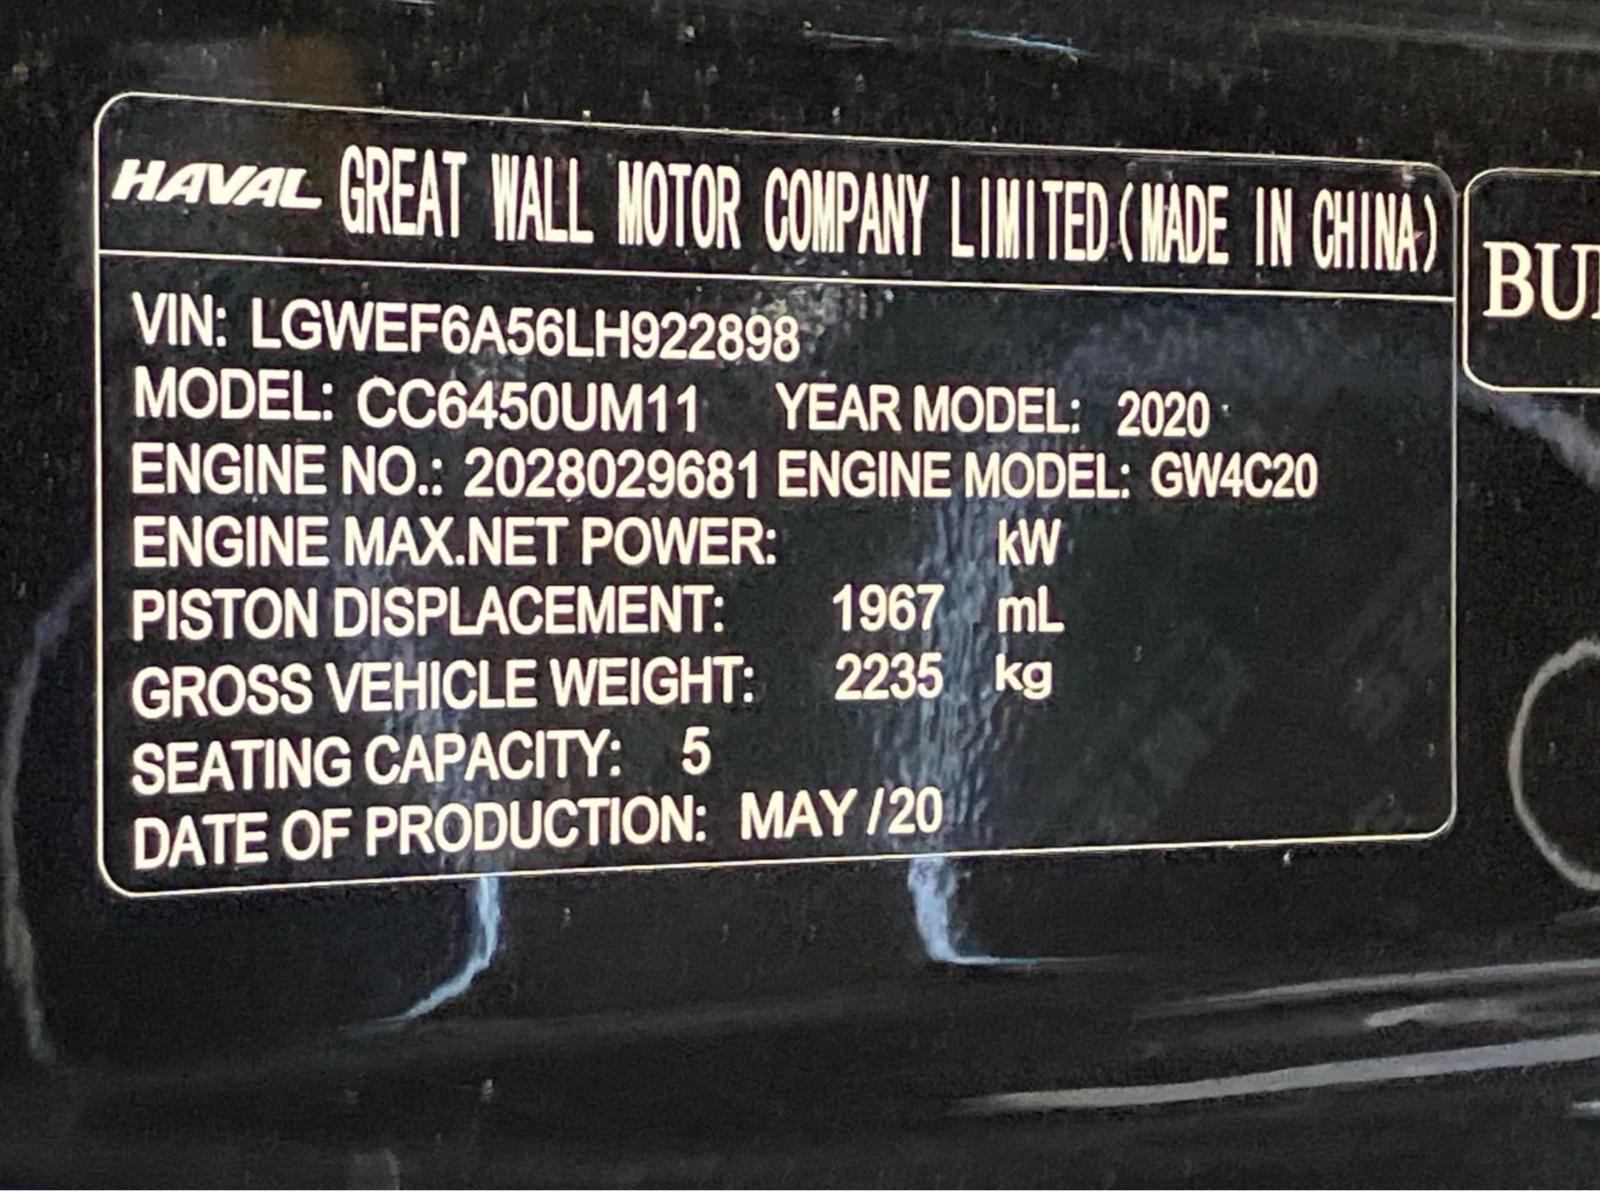 HAVAL GREAT WALL MOTOR COMPANY LIMITED(MADE IN CHINA)
VIN: LGWEF6A56LH922898
MODEL: CC6450UM11 YEAR MODEL: 2020
ENGINE NO.: 2028029681 ENGINE MODEL: GW4C20
ENGINE MAX.NET POWER: kW
PISTON DISPLACEMENT: 1967 mL
GROSS VEHICLE WEIGHT: 2235 kg
SEATING CAPACITY: 5
DATE OF PRODUCTION: MAY /20